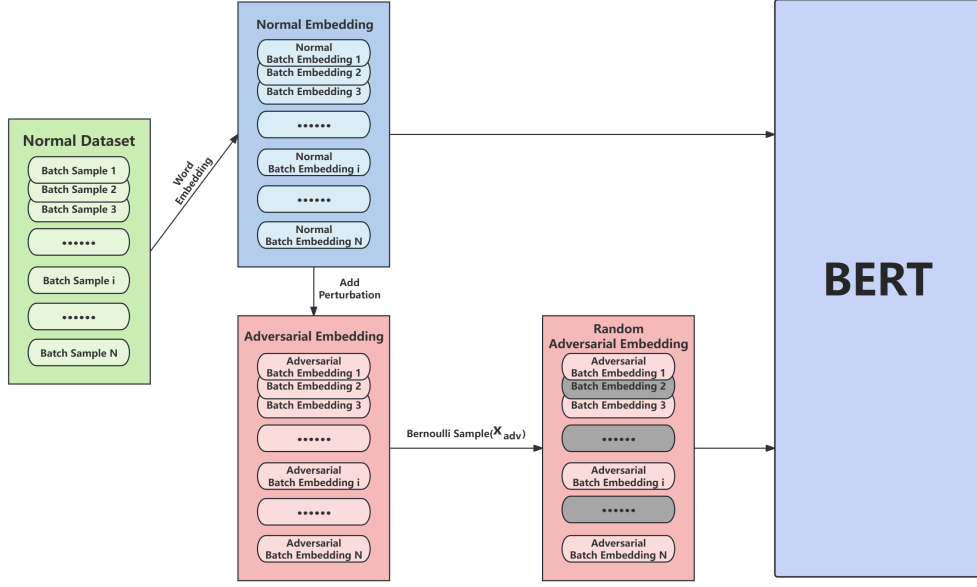 Normal Dataset
Batch Sample 1
Batch Sample 2
Batch Sample 3
••••••
Batch Sample i
••••••
Batch Sample N
Word
Embedding
Normal Embedding
Normal
Batch Embedding 1
Batch Embedding 2
Batch Embedding 3
••••••
Normal
Batch Embedding i
••••••
Normal
Batch Embedding N
Add
Perturbation
Adversarial Embedding
Adversarial
Batch Embedding 1
Batch Embedding 2
Batch Embedding 3
••••••
Adversarial
Batch Embedding i
••••••
Adversarial
Batch Embedding N
Bernoulli Sample(X adv)
Random
Adversarial Embedding
Adversarial
Batch Embedding 1
Batch Embedding 2
Batch Embedding 3
••••••
Adversarial
Batch Embedding i
••••••
Adversarial
Batch Embedding N
BERT